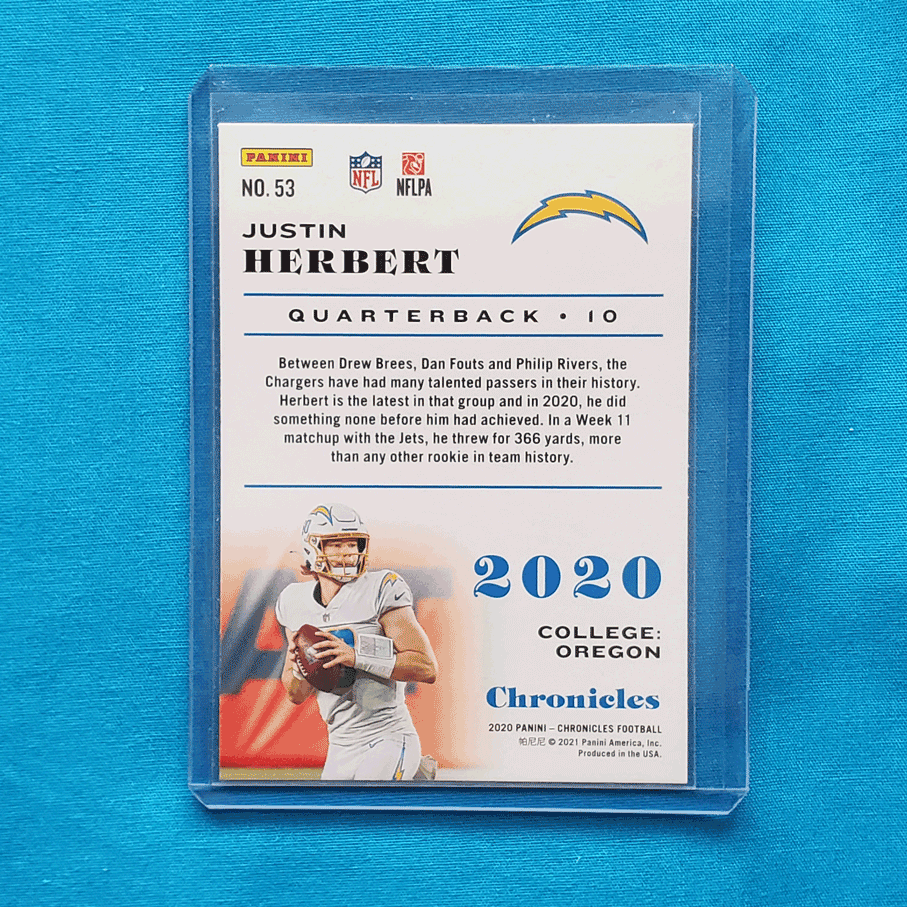 PANINI
NO. 53
NFL
NFLPA
JUSTIN
HERBERT
QUARTERBACK • 10
Between Drew Brees, Dan Fouts and Philip Rivers, the
Chargers have had many talented passers in their history.
Herbert is the latest in that group and in 2020, he did
something none before him had achieved. In a Week 11
matchup with the Jets, he threw for 366 yards, more
than any other rookie in team history.
2020
COLLEGE:
OREGON
Chronicles
2020 PANINI – CHRONICLES FOOTBALL
帕尼尼 © 2021 Panini America, Inc.
Produced in the USA.